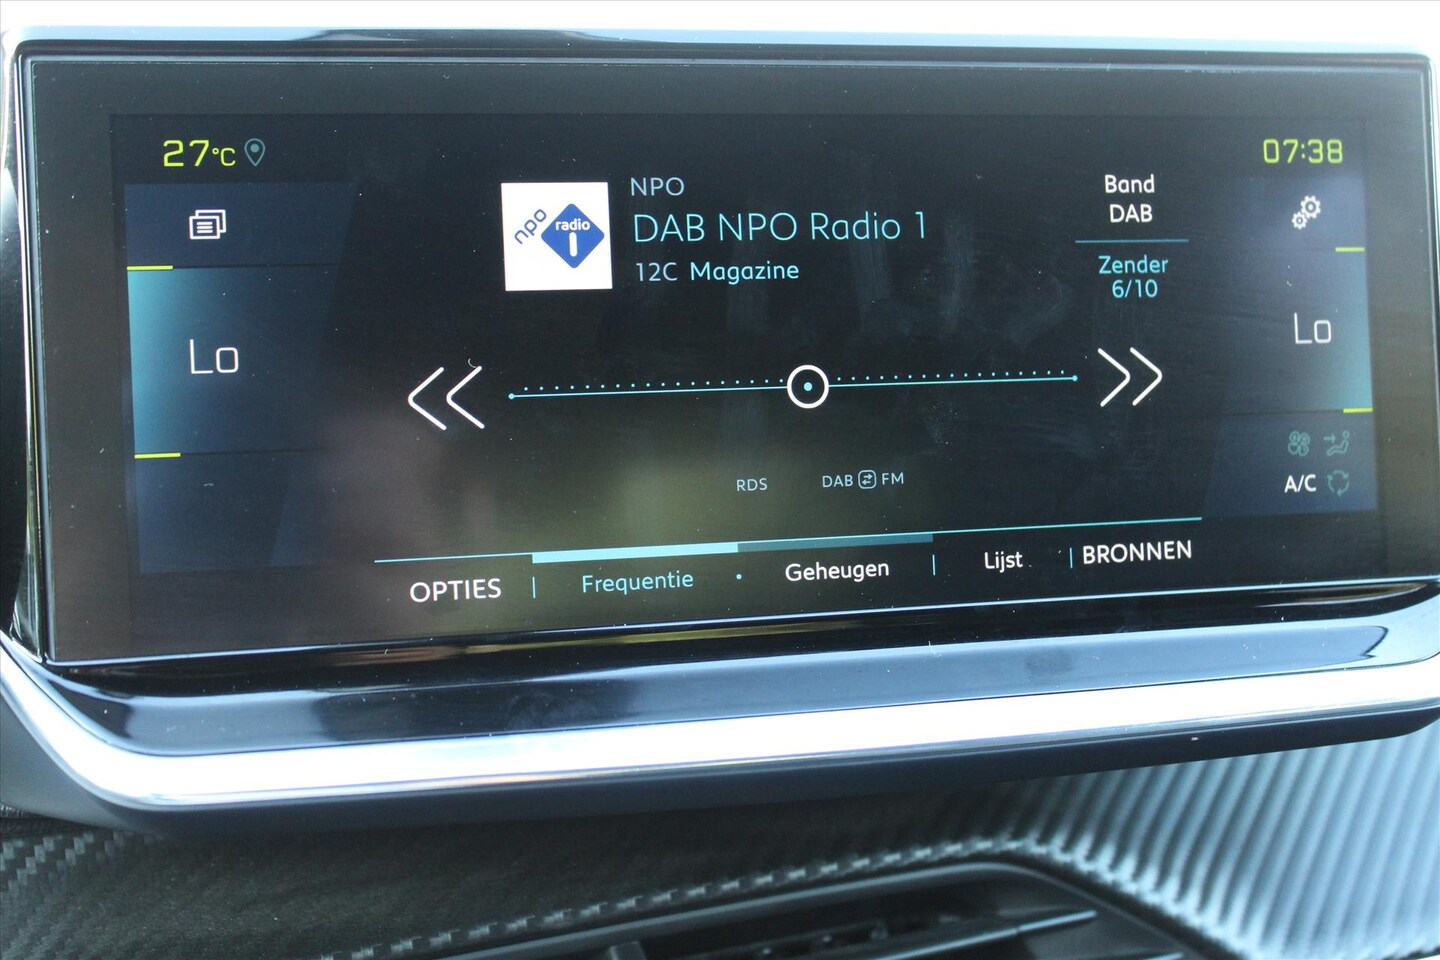 27°C
07:38
NPO
DAB NPO Radio 1
12C Magazine
npo radio 1
Band
DAB
Zender
6/10
Lo
Lo
RDS
DAB FM
A/C
OPTIES
Frequentie
Geheugen
Lijst
BRONNEN